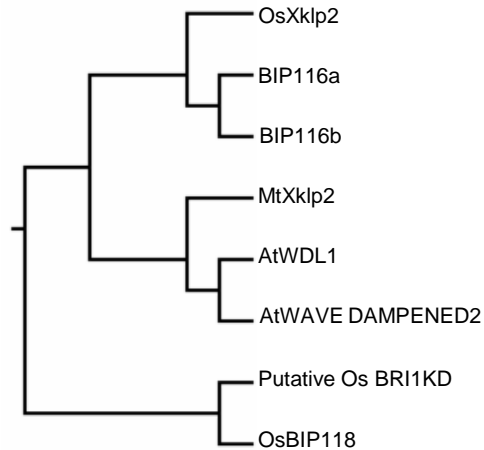 OsXklp2
BIP116a
BIP116b
MtXklp2
AtWDL1
AtWAVE DAMPENED2
Putative Os BRI1KD
OsBIP118